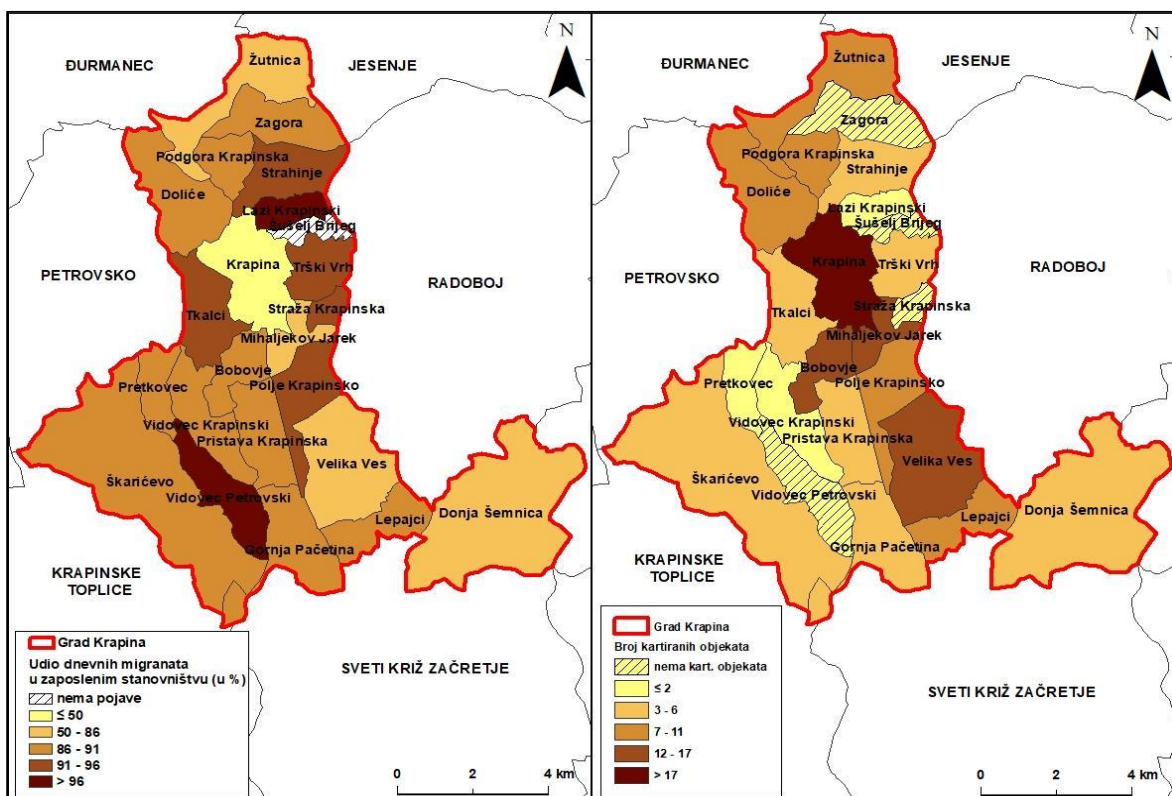 N
ĐURMANEC
JESENJE
Žutnica
Zagora
Podgora Krapinska
Strahinje
Doliće
Lazi Krapinski
Šušelj Brijeg
Krapina
Trški Vrh
PETROVSKO
RADOBOJ
Tkalci
Straža Krapinska
Mihaljekov Jarek
Bobovje
Pretkovec
Polje Krapinsko
Vidovec Krapinski
Pristava Krapinska
Velika Ves
Škarićevo
Vidovec Petrovski
Lepajci
Donja Šemnica
Gornja Pačetina
KRAPINSKE
TOPLICE
SVETI KRIŽ ZAČRETJE
Grad Krapina
Udio dnevnih migranata
u zaposlenim stanovništvu (u %)
nema pojave
≤ 50
50 - 86
86 - 91
91 - 96
> 96
0 2 4 km
N
ĐURMANEC
JESENJE
Žutnica
Zagora
Podgora Krapinska
Strahinje
Doliće
Lazi Krapinski
Šušelj Brijeg
Krapina
Trški Vrh
PETROVSKO
RADOBOJ
Tkalci
Straža Krapinska
Mihaljekov Jarek
Bobovje
Pretkovec
Polje Krapinsko
Vidovec Krapinski
Pristava Krapinska
Velika Ves
Škarićevo
Vidovec Petrovski
Lepajci
Donja Šemnica
Gornja Pačetina
KRAPINSKE
TOPLICE
SVETI KRIŽ ZAČRETJE
Grad Krapina
Broj kartiranih objekata
nema kart. objekata
≤ 2
3 - 6
7 - 11
12 - 17
> 17
0 2 4 km